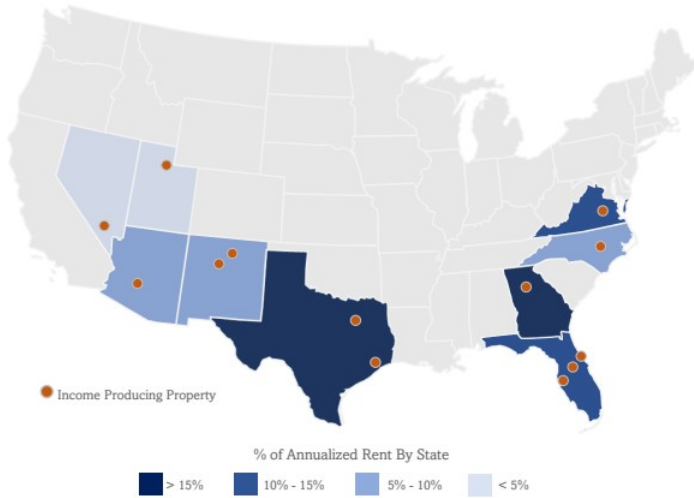 Income Producing Property
% of Annualized Rent By State
> 15% 10% - 15% 5% - 10% < 5%